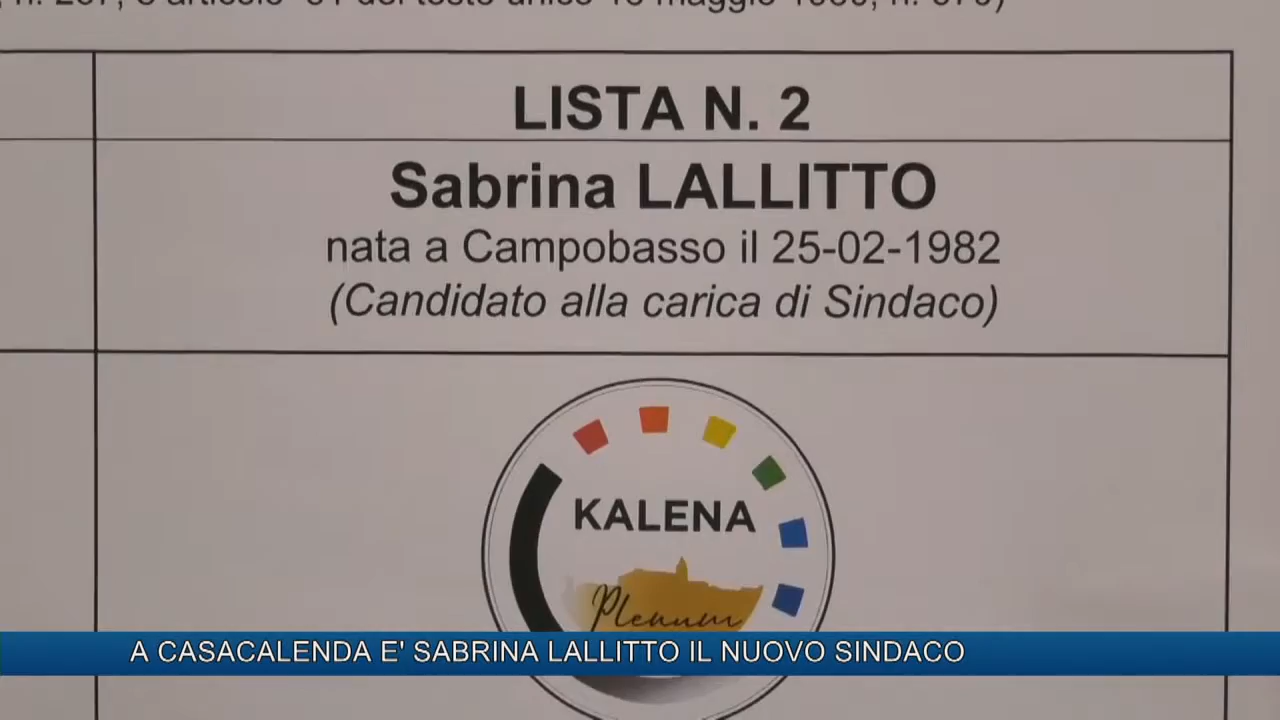 LISTA N. 2
Sabrina LALLITTO
nata a Campobasso il 25-02-1982
(Candidato alla carica di Sindaco)
KALENA
Plenum
A CASACALENDA E' SABRINA LALLITTO IL NUOVO SINDACO